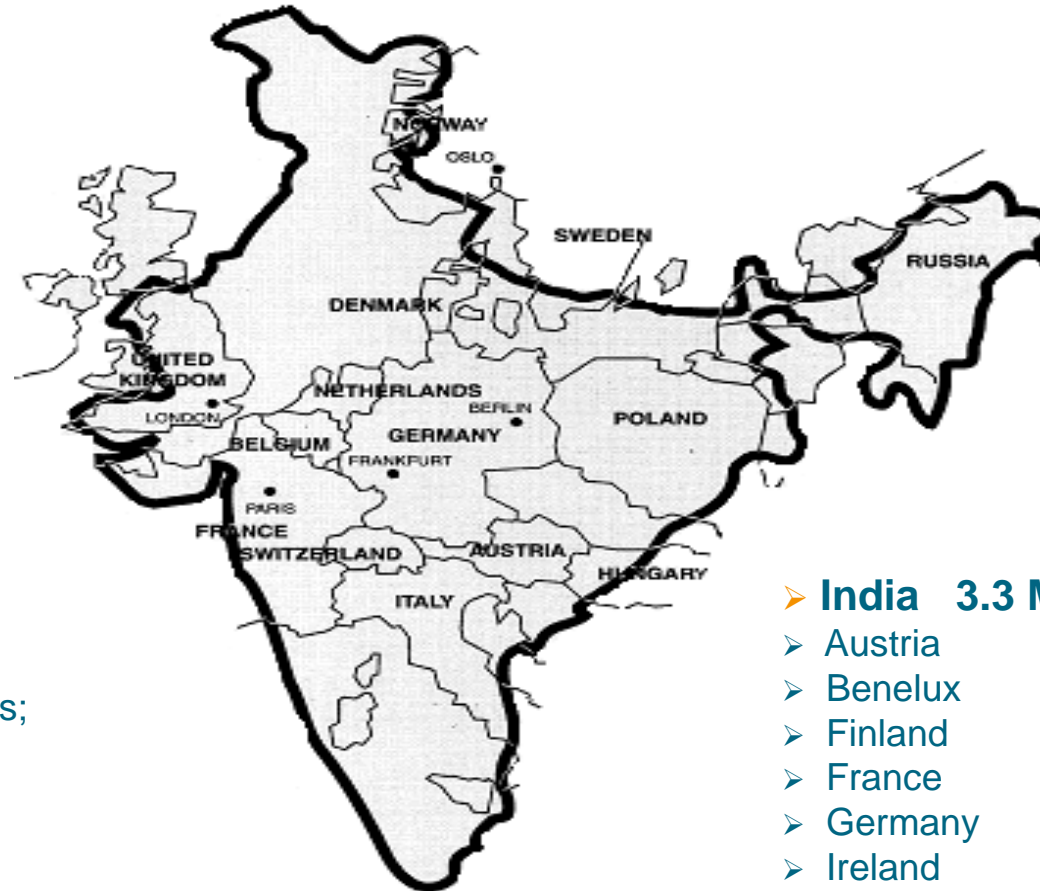 NORWAY
OSLO
SWEDEN
RUSSIA
DENMARK
UNITED
KINGDOM
NETHERLANDS
LONDON
BERLIN
POLAND
BELGIUM
GERMANY
FRANKFURT
PARIS
FRANCE
SWITZERLAND
AUSTRIA
HUNGARY
ITALY
s;
➢ India 3.3 M
➢ Austria
➢ Benelux
➢ Finland
➢ France
➢ Germany
➢ Ireland